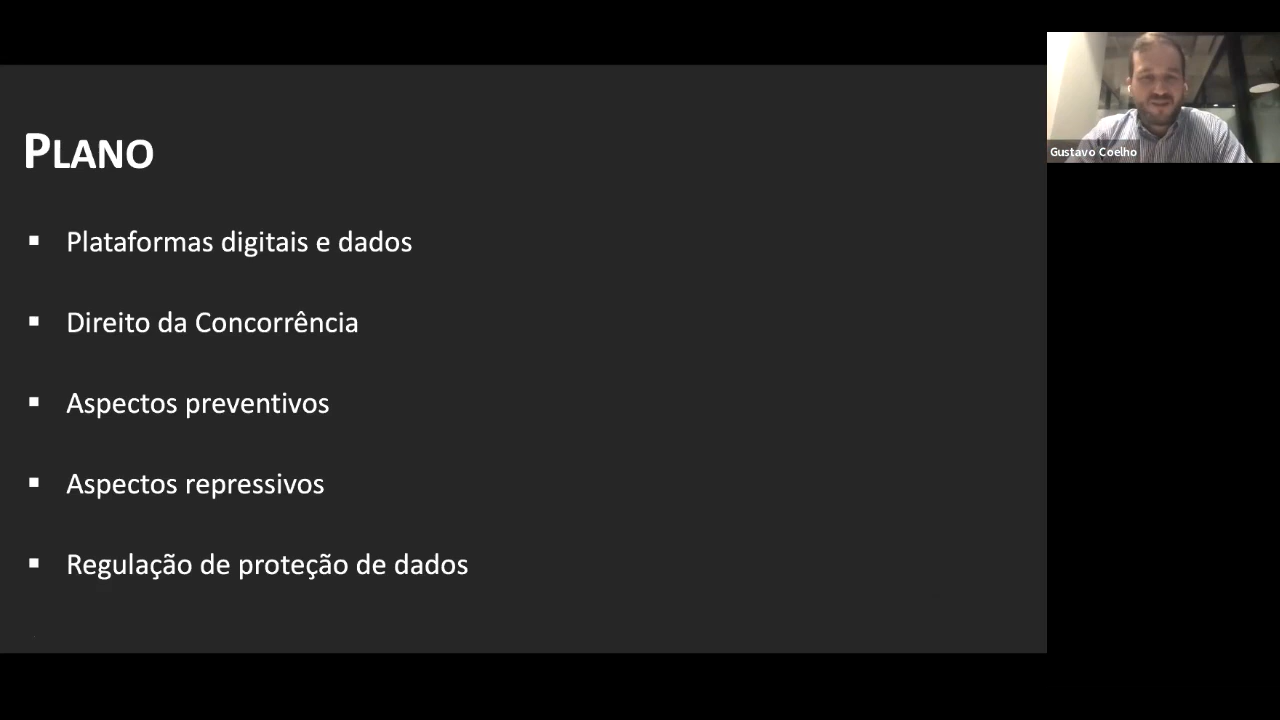 PLANO
▪ Plataformas digitais e dados
▪ Direito da Concorrência
▪ Aspectos preventivos
▪ Aspectos repressivos
▪ Regulação de proteção de dados
Gustavo Coelho